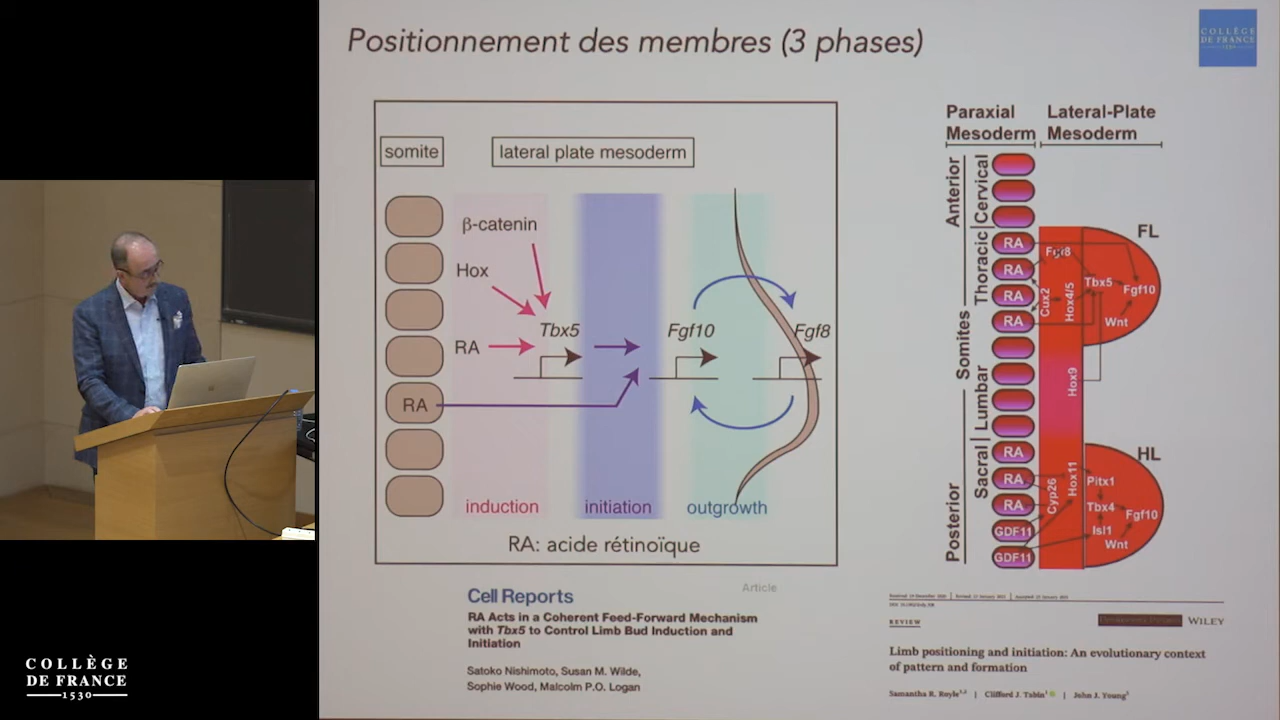 Positionnement des membres (3 phases)
COLLÈGE
DE FRANCE
1530
somite
lateral plate mesoderm
β-catenin
Hox
RA
Tbx5
Fgf10
Fgf8
RA
induction
initiation
outgrowth
RA: acide rétinoïque
Cell Reports
Article
RA Acts in a Coherent Feed-Forward Mechanism
with Tbx5 to Control Limb Bud Induction and
Initiation
Satoko Nishimoto, Susan M. Wilde,
Sophie Wood, Malcolm P.O. Logan
Paraxial
Mesoderm
Lateral-Plate
Mesoderm
Anterior
Posterior
Somites
Cervical
Thoracic
Lumbar
Sacral
RA
RA
RA
RA
RA
RA
RA
GDF11
GDF11
Fgf8
Cux2
Hox4/5
Hox9
Cyp26
Hox11
FL
Tbx5
Fgf10
Wnt
HL
Pitx1
Tbx4
Fgf10
Isl1
Wnt
REVIEW
WILEY
Limb positioning and initiation: An evolutionary context
of pattern and formation
Samantha R. Royle | Clifford J. Tabin | John J. Young
COLLÈGE
DE FRANCE
1530